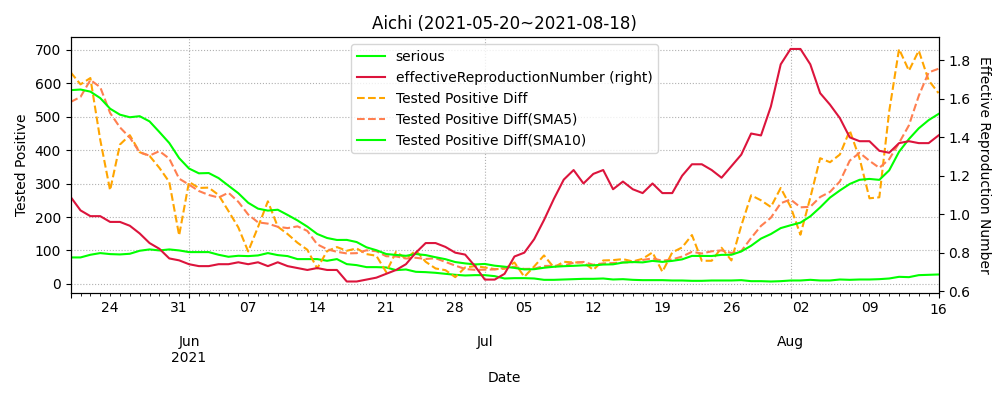 Aichi (2021-05-20~2021-08-18)
serious
effectiveReproductionNumber (right)
Tested Positive Diff
Tested Positive Diff(SMA5)
Tested Positive Diff(SMA10)
Tested Positive
700
600
500
400
300
200
100
0
Effective Reproduction Number
1.8
1.6
1.4
1.2
1.0
0.8
0.6
24 31 07 14 21 28 05 12 19 26 02 09 16
Jun Jul Aug
2021
Date